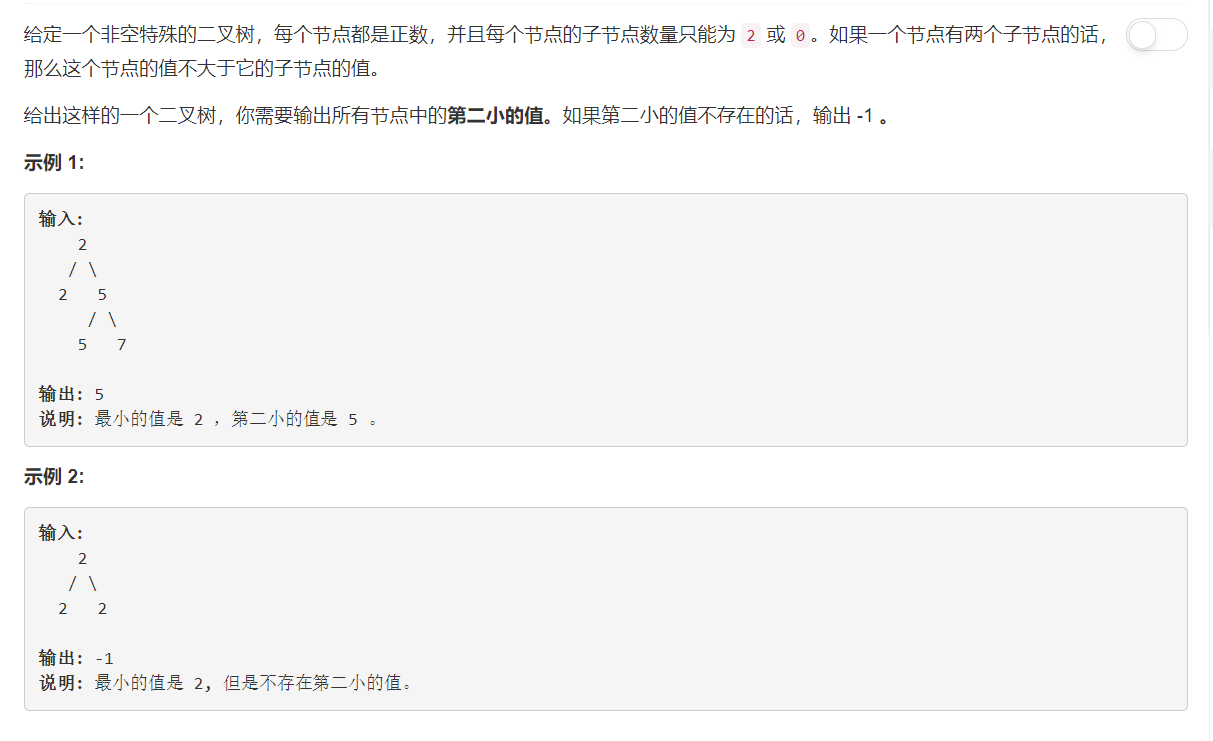 给定一个非空特殊的二叉树，每个节点都是正数，并且每个节点的子节点数量只能为 2 或 0。如果一个节点有两个子节点的话，
那么这个节点的值不大于它的子节点的值。
给出这样的一个二叉树，你需要输出所有节点中的第二小的值。如果第二小的值不存在的话，输出 -1 。
示例 1:
输入:
    2
   / \
  2   5
     / \
    5   7
输出: 5
说明: 最小的值是 2 ，第二小的值是 5 。
示例 2:
输入:
    2
   / \
  2   2
输出: -1
说明: 最小的值是 2, 但是不存在第二小的值。